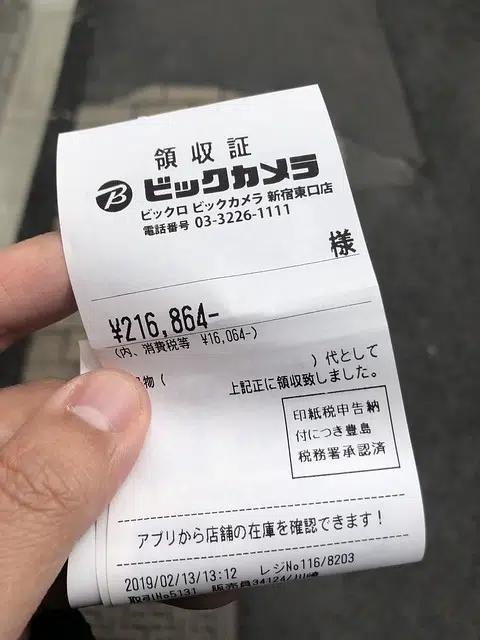 領収証
ビックカメラ
ビックロ ビックカメラ 新宿東口店
電話番号 03-3226-1111
様
¥216,864-
(内、消費税等 ¥16,064-)
物( )代として
上記正に領収致しました。
印紙税申告納
付につき豊島
税務署承認済
アプリから店舗の在庫を確認できます!
2019/02/13/13:12 レジNo116/8203
取引No5131 販売員34124/川崎